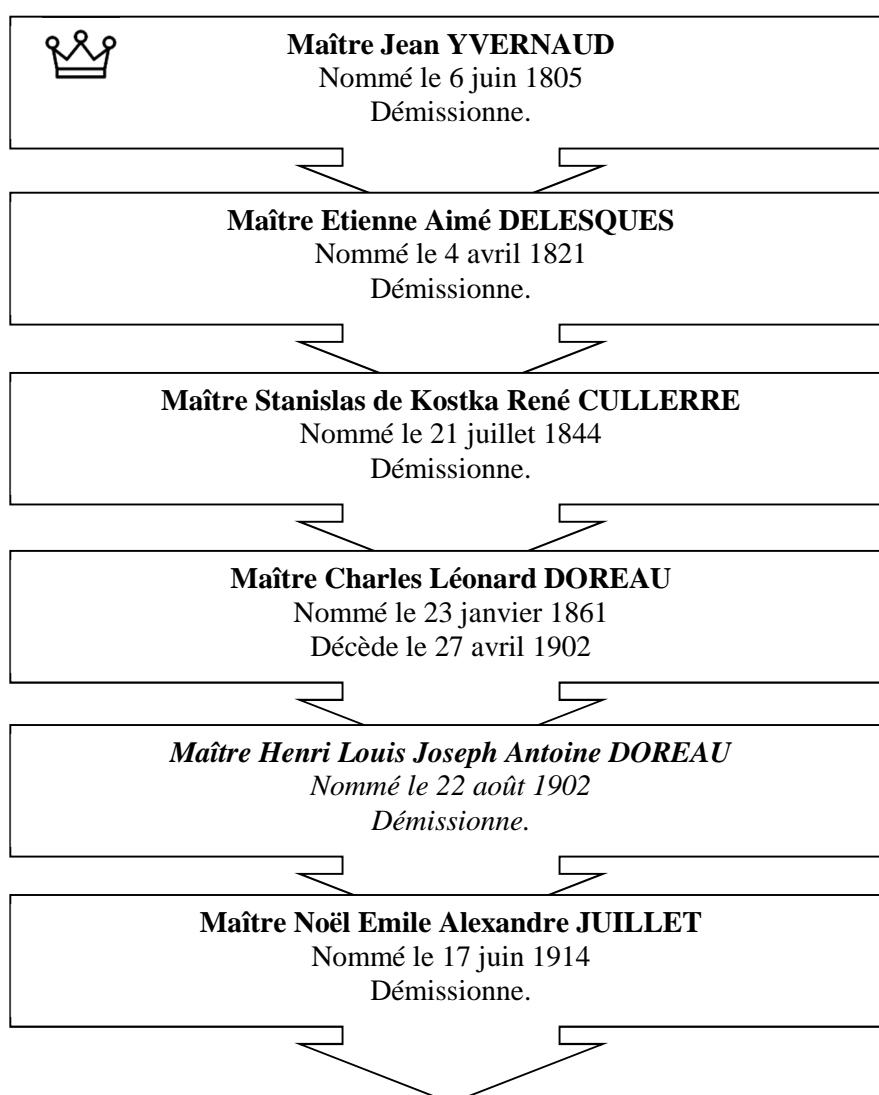 Maître Jean YVERNAUD
Nommé le 6 juin 1805
Démissionne.
Maître Etienne Aimé DELESQUES
Nommé le 4 avril 1821
Démissionne.
Maître Stanislas de Kostka René CULLERRE
Nommé le 21 juillet 1844
Démissionne.
Maître Charles Léonard DOREAU
Nommé le 23 janvier 1861
Décède le 27 avril 1902
Maître Henri Louis Joseph Antoine DOREAU
Nommé le 22 août 1902
Démissionne.
Maître Noël Emile Alexandre JUILLET
Nommé le 17 juin 1914
Démissionne.